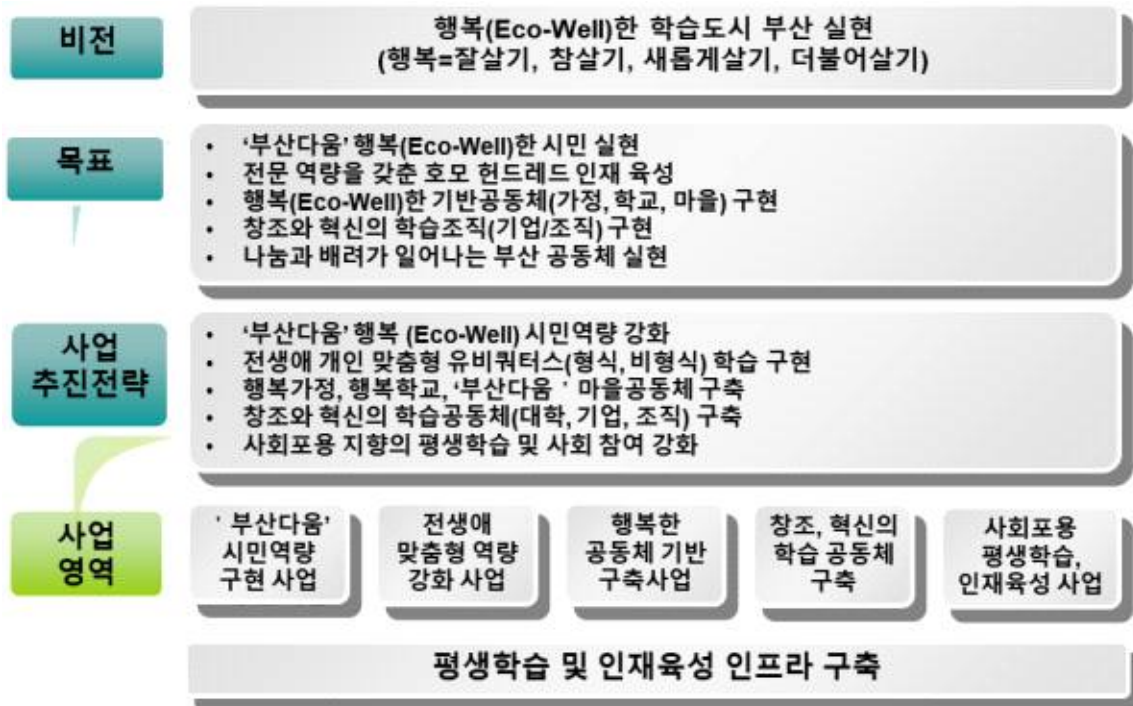 비전
행복(Eco-Well)한 학습도시 부산 실현
(행복=잘살기, 참살기, 새롭게살기, 더불어살기)
목표
• ‘부산다움’ 행복(Eco-Well)한 시민 실현
• 전문 역량을 갖춘 호모 헌드레드 인재 육성
• 행복(Eco-Well)한 기반공동체(가정, 학교, 마을) 구현
• 창조와 혁신의 학습조직(기업/조직) 구현
• 나눔과 배려가 일어나는 부산 공동체 실현
사업
추진전략
• ‘부산다움’ 행복 (Eco-Well) 시민역량 강화
• 전생애 개인 맞춤형 유비쿼터스(형식, 비형식) 학습 구현
• 행복가정, 행복학교, ‘부산다움 ‛ 마을공동체 구축
• 창조와 혁신의 학습공동체(대학, 기업, 조직) 구축
• 사회포용 지향의 평생학습 및 사회 참여 강화
사업
영역
‛ 부산다움’
시민역량
구현 사업
전생애
맞춤형 역량
강화 사업
행복한
공동체 기반
구축사업
창조, 혁신의
학습 공동체
구축
사회포용
평생학습,
인재육성 사업
평생학습 및 인재육성 인프라 구축